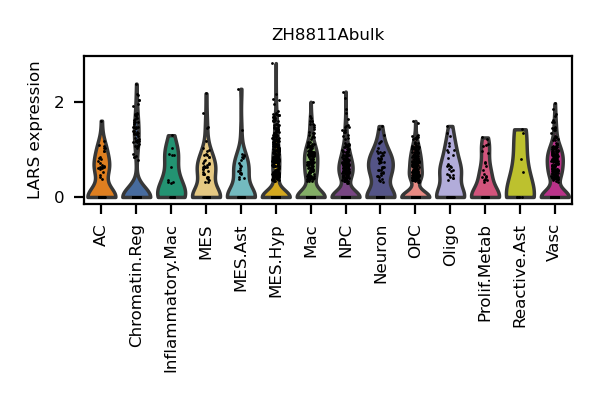 ZH8811Abulk
LARS expression
2
0
AC
Chromatin.Reg
Inflammatory.Mac
MES
MES.Ast
MES.Hyp
Mac
NPC
Neuron
OPC
Oligo
Prolif.Metab
Reactive.Ast
Vasc